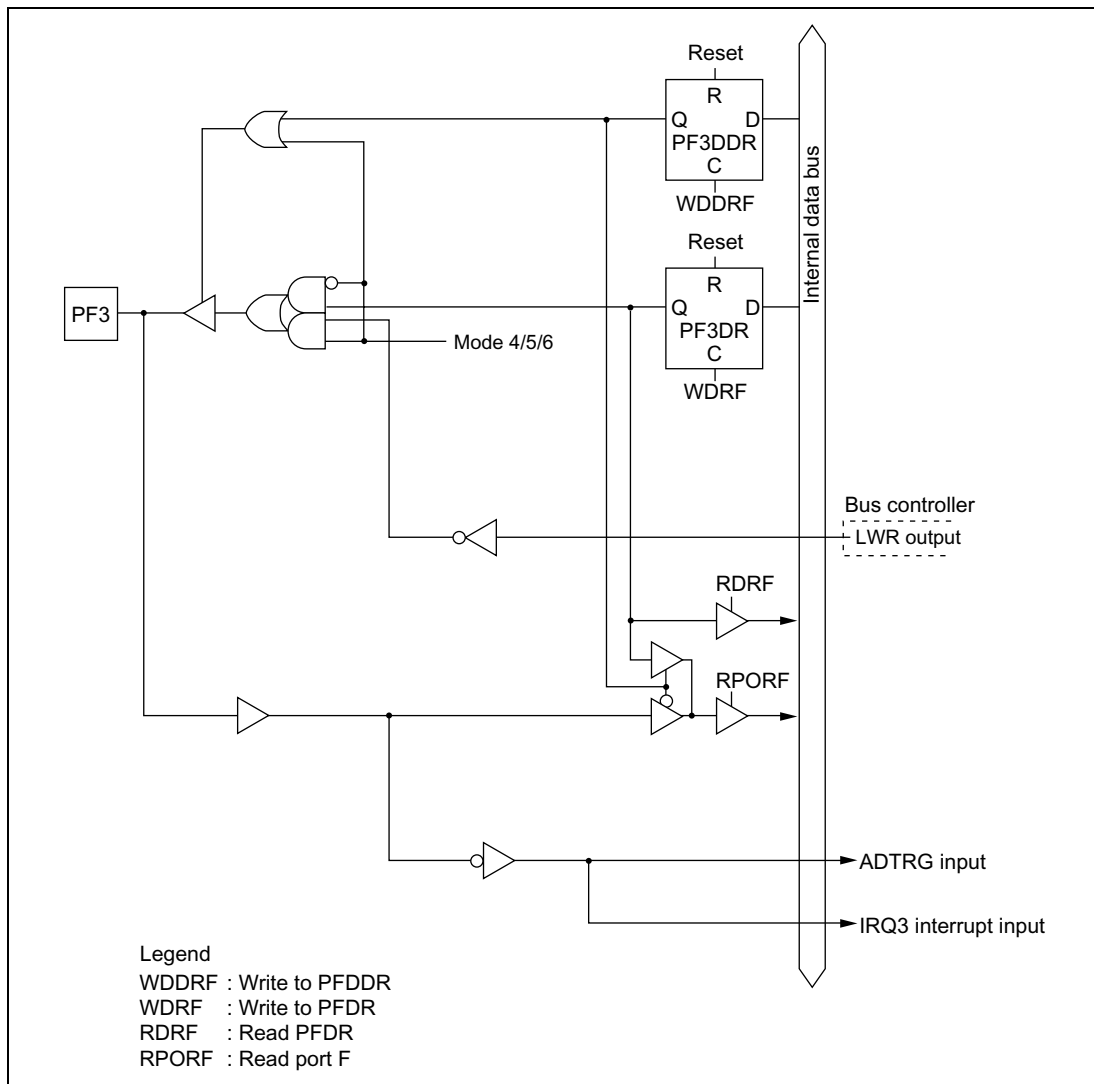 Reset
R
Q D
PF3DDR
C
WDDRF
Internal data bus
Reset
R
Q D
PF3DR
C
WDRF
PF3
Mode 4/5/6
Bus controller
LWR output
RDRF
RPORF
ADTRG input
IRQ3 interrupt input
Legend
WDDRF : Write to PFDDR
WDRF : Write to PFDR
RDRF : Read PFDR
RPORF : Read port F